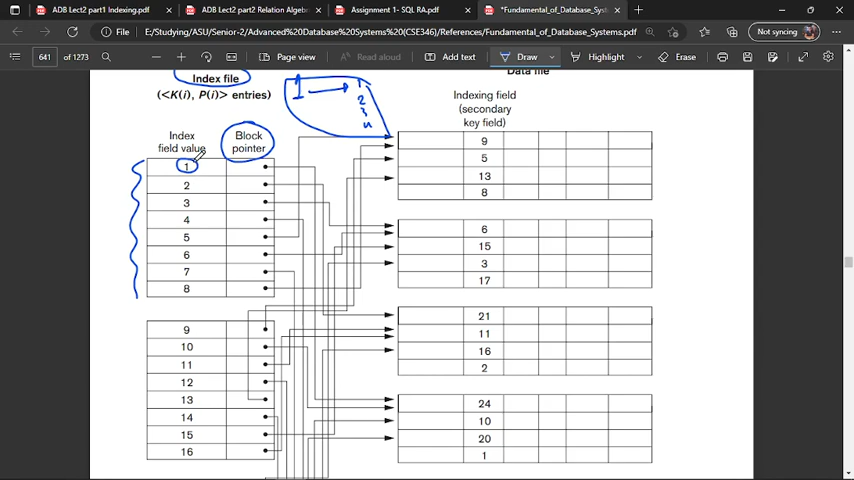 ADB Lect2 part1 Indexing.pdf
ADB Lect2 part2 Relation Algeb
Assignment 1- SQL RA.pdf
*Fundamental_of_Database_Syst
File
E:/Studying/ASU/Senior-2/Advanced%20Database%20Systems%20(CSE346)/References/Fundamental_of_Database_Systems.pdf
Not syncing
641
of 1273
Page view
Add text
Draw
Highlight
Erase
Index file
(<K(i), P(i)> entries)
Data file
Indexing field
(secondary
key field)
1
1
2
3
4
Index
field value
Block
pointer
1
2
3
4
5
6
7
8
9
10
11
12
13
14
15
16
9
5
13
8
6
15
3
17
21
11
16
2
24
10
20
1